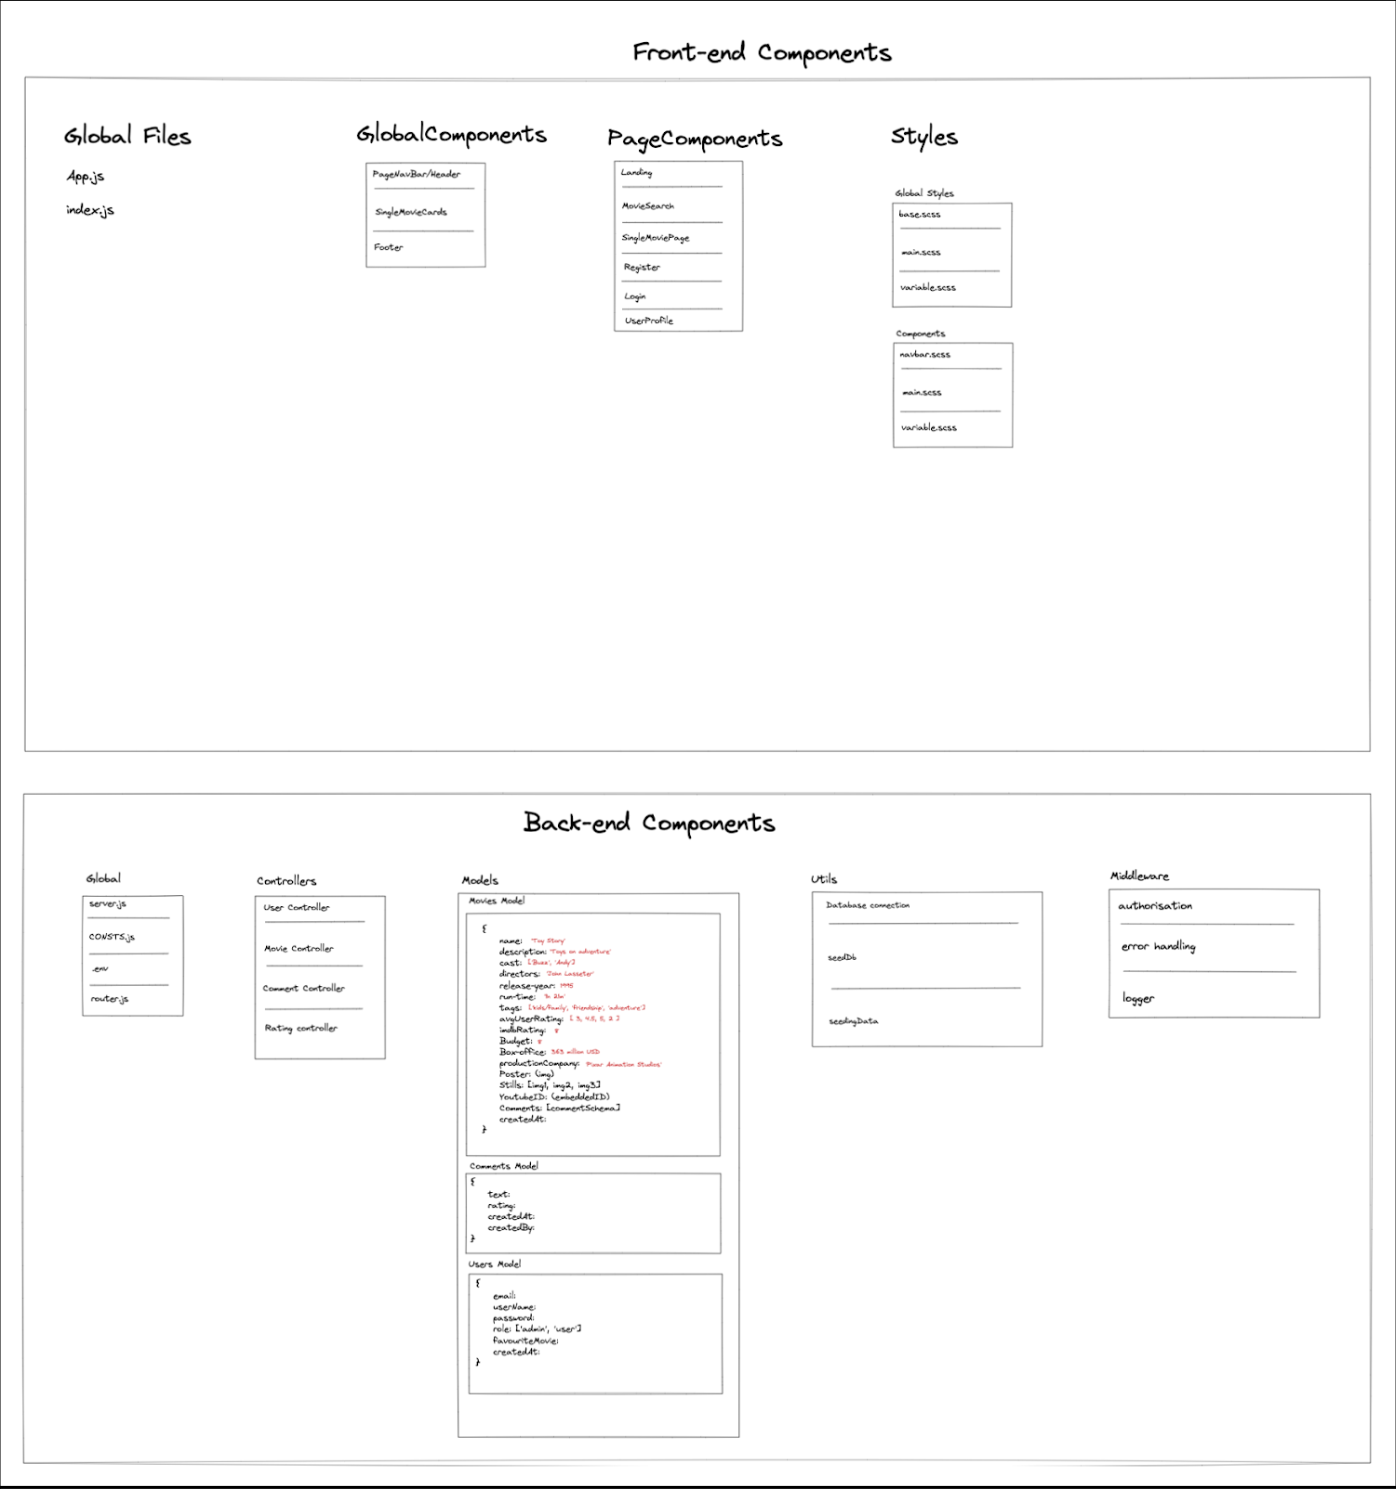 Front-end Components
Global Files
App.js
index.js
GlobalComponents
PageNavBar/Header
SingleMovieCards
Footer
PageComponents
Landing
MovieSearch
SingleMoviePage
Register
Login
UserProfile
Styles
Global Styles
base.scss
main.scss
variable.scss
Components
navbar.scss
main.scss
variable.scss
Back-end Components
Global
server.js
CONSTS.js
.env
router.js
Controllers
User Controller
Movie Controller
Comment Controller
Rating controller
Models
Movies Model
{
name: 'Toy Story'
description: 'Toys on adventure'
cast: ['Buzz', 'Andy']
directors: 'John Lasseter'
release-year: 1995
run-time:
tags: ['kids/family', 'friendship', 'adventure']
avgUserRating: [ 3, 4.5, 5, 2 ]
imdbRating: 8
Budget: 8
Box-office: 363 million USD
productionCompany: 'Pixar Animation Studios'
Poster: (img)
Stills: [img1, img2, img3]
YoutubeID: (embeddedID)
Comments: [commentSchema]
createdAt:
}
Comments Model
{
text:
rating:
createdAt:
createdBy:
}
Users Model
{
email:
userName:
password:
role: ['admin', 'user']
favouriteMovie:
createdAt:
}
Utils
Database connection
seedDb
seedingData
Middleware
authorisation
error handling
logger